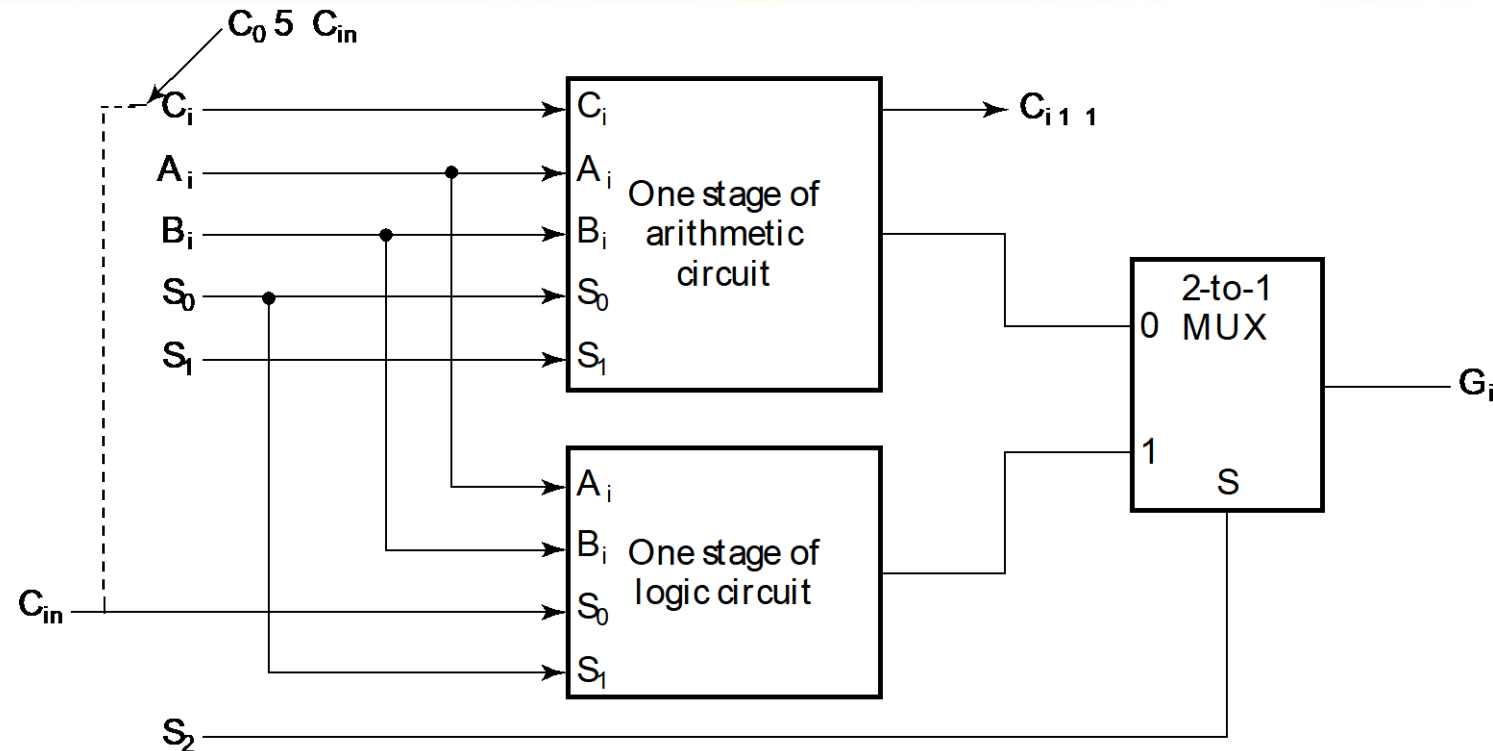 C₀ 5 Cᵢₙ
Cᵢ
Aᵢ
Bᵢ
S₀
S₁
Cᵢₙ
S₂
Cᵢ
Aᵢ
Bᵢ
S₀
S₁
One stage of
arithmetic
circuit
Cᵢ ₁ ₁
Aᵢ
Bᵢ
S₀
S₁
One stage of
logic circuit
2-to-1
MUX
0
1
S
Gᵢ